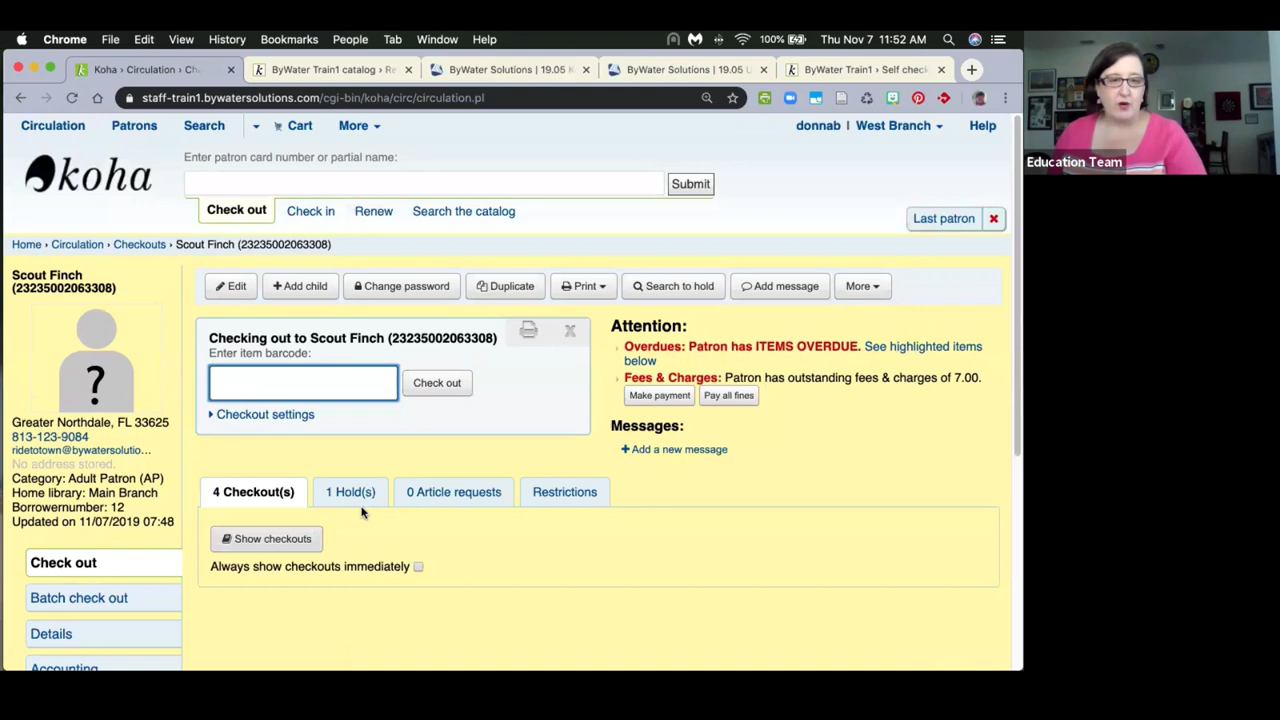 Chrome File Edit View History Bookmarks People Tab Window Help 100% Thu Nov 7 11:52 AM
Koha › Circulation › Che × ByWater Train1 catalog › Re × ByWater Solutions | 19.05 K × ByWater Solutions | 19.05 U × ByWater Train1 › Self check ×
staff-train1.bywatersolutions.com/cgi-bin/koha/circ/circulation.pl
Circulation Patrons Search Cart More donnab | West Branch Help
koha
Enter patron card number or partial name:
Submit
Check out Check in Renew Search the catalog
Last patron
Home › Circulation › Checkouts › Scout Finch (23235002063308)
Scout Finch
(23235002063308)
?
Greater Northdale, FL 33625
813-123-9084
ridetotown@bywatersolutio...
No address stored.
Category: Adult Patron (AP)
Home library: Main Branch
Borrowernumber: 12
Updated on 11/07/2019 07:48
Check out
Batch check out
Details
Accounting
Edit + Add child Change password Duplicate Print Search to hold Add message More
Checking out to Scout Finch (23235002063308)
Enter item barcode:
Check out
Checkout settings
Attention:
Overdues: Patron has ITEMS OVERDUE. See highlighted items
below
Fees & Charges: Patron has outstanding fees & charges of 7.00.
Make payment Pay all fines
Messages:
+ Add a new message
4 Checkout(s) 1 Hold(s) 0 Article requests Restrictions
Show checkouts
Always show checkouts immediately
Education Team